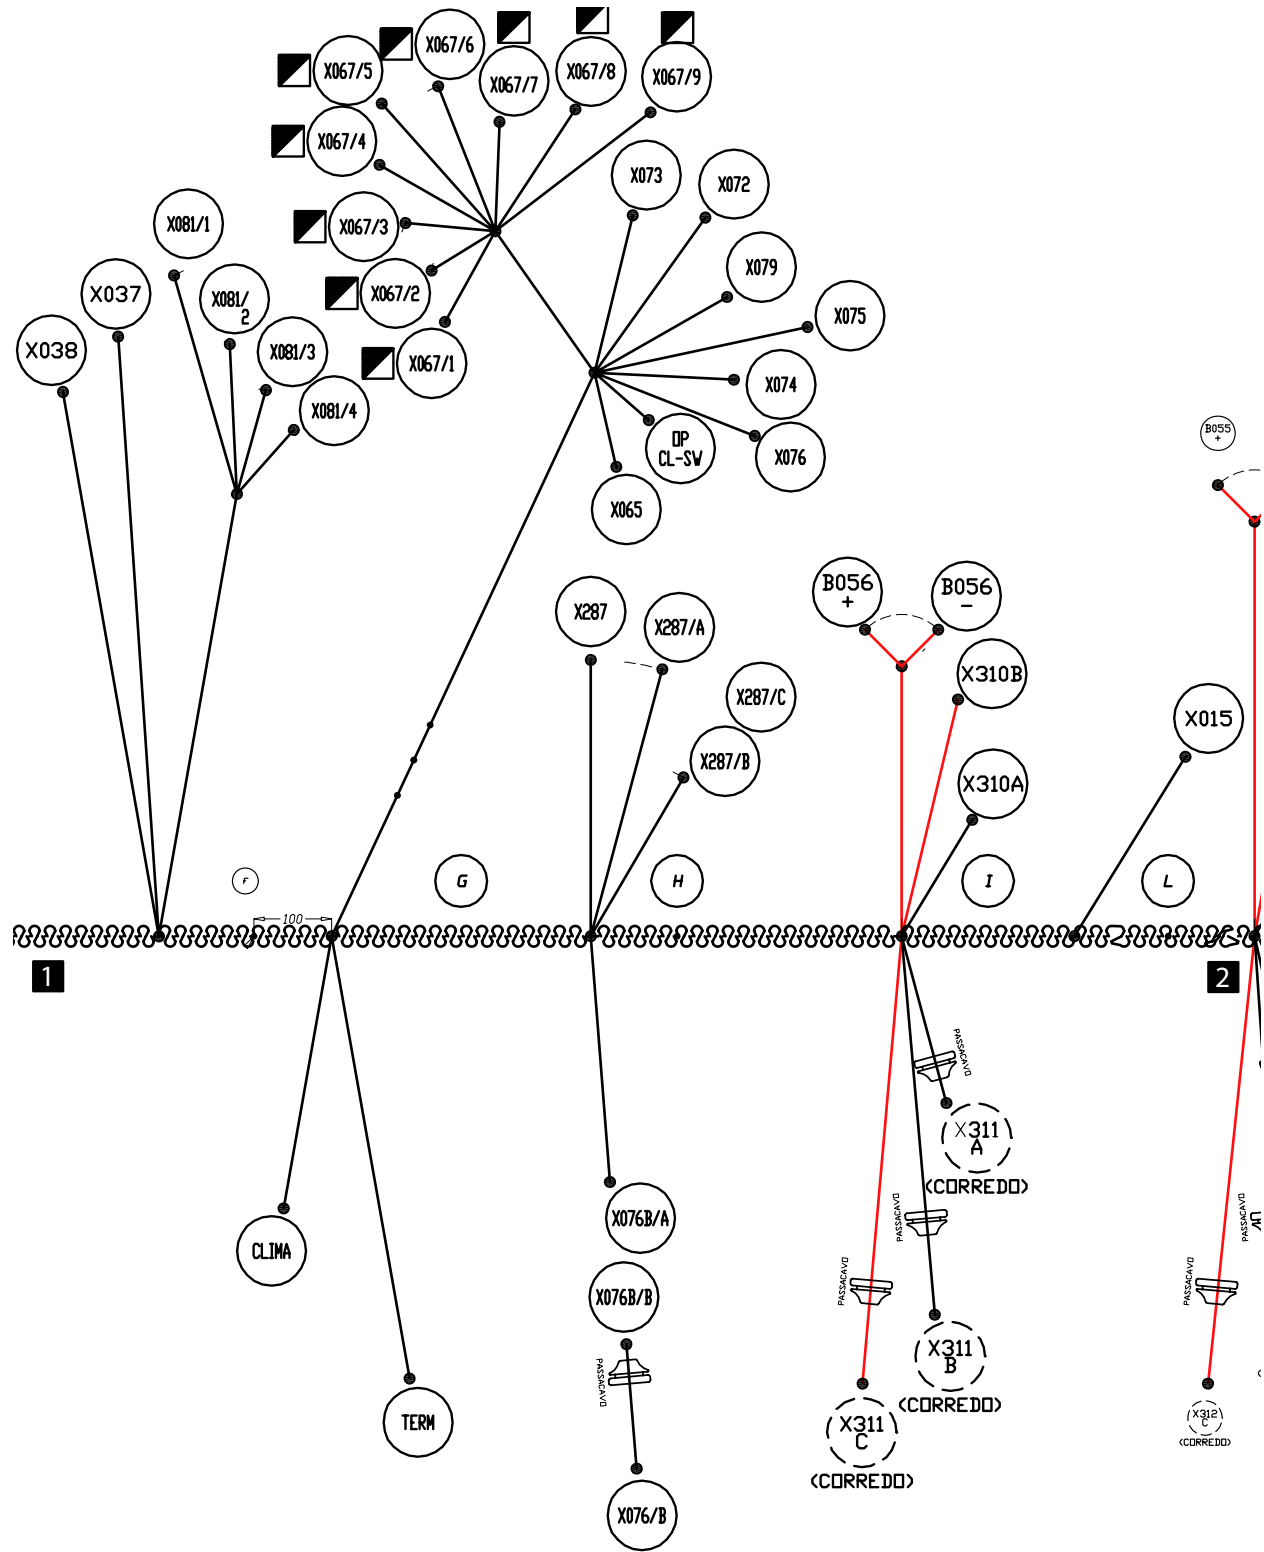 X067/6
X067/5
X067/7
X067/8
X067/9
X067/4
X073
X072
X081/1
X067/3
X079
X037
X067/2
X081/
2
X075
X038
X081/3
X067/1
X074
X081/4
OP
CL-SW
X076
B055
+
X065
B056
+
B056
-
X287
X287/A
X310B
X287/C
X015
X287/B
X310A
F
G
H
I
L
100
1
2
PASSACAVO
X311
A
(CORREDO)
X076B/A
PASSACAVO
PASSACAVO
CLIMA
X076B/B
PASSACAVO
PASSACAVO
X311
B
(CORREDO)
PASSACAVO
TERM
X311
C
(CORREDO)
X312
C
(CORREDO)
X076/B